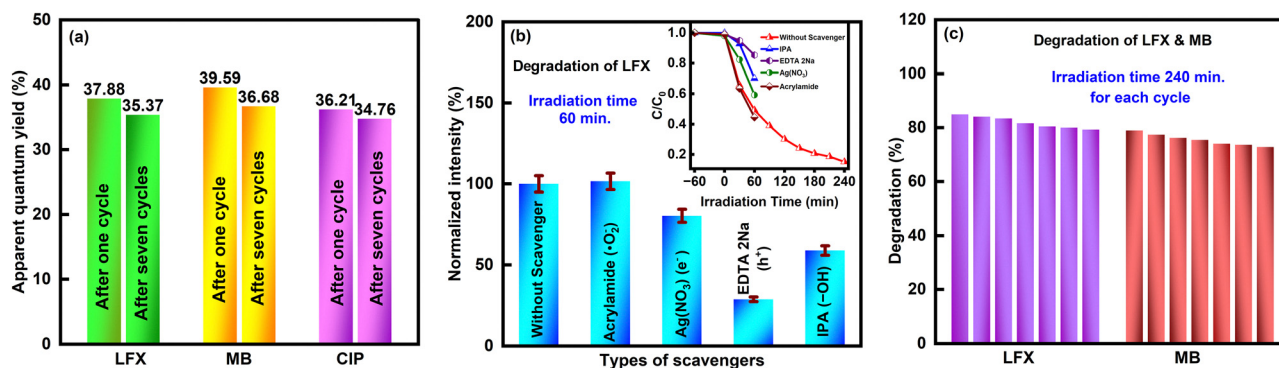 (a)
Apparent quantum yield (%)
50
40
30
20
10
0
37.88
35.37
39.59
36.68
36.21
34.76
After one cycle
After seven cycles
After one cycle
After seven cycles
After one cycle
After seven cycles
LFX
MB
CIP
(b)
Normalized intensity (%)
200
150
100
50
0
Degradation of LFX
Irradiation time
60 min.
Without Scavenger
Acrylamide (•O₂⁻)
Ag(NO₃) (e⁻)
EDTA 2Na
(h⁺)
IPA (–OH)
Types of scavengers
C/C₀
1.0
0.8
0.6
0.4
0.2
Without Scavenger
IPA
EDTA 2Na
Ag(NO₃)
Acrylamide
−60
0
60
120
180
240
Irradiation Time (min)
(c)
Degradation (%)
120
100
80
60
40
20
0
Degradation of LFX & MB
Irradiation time 240 min.
for each cycle
LFX
MB